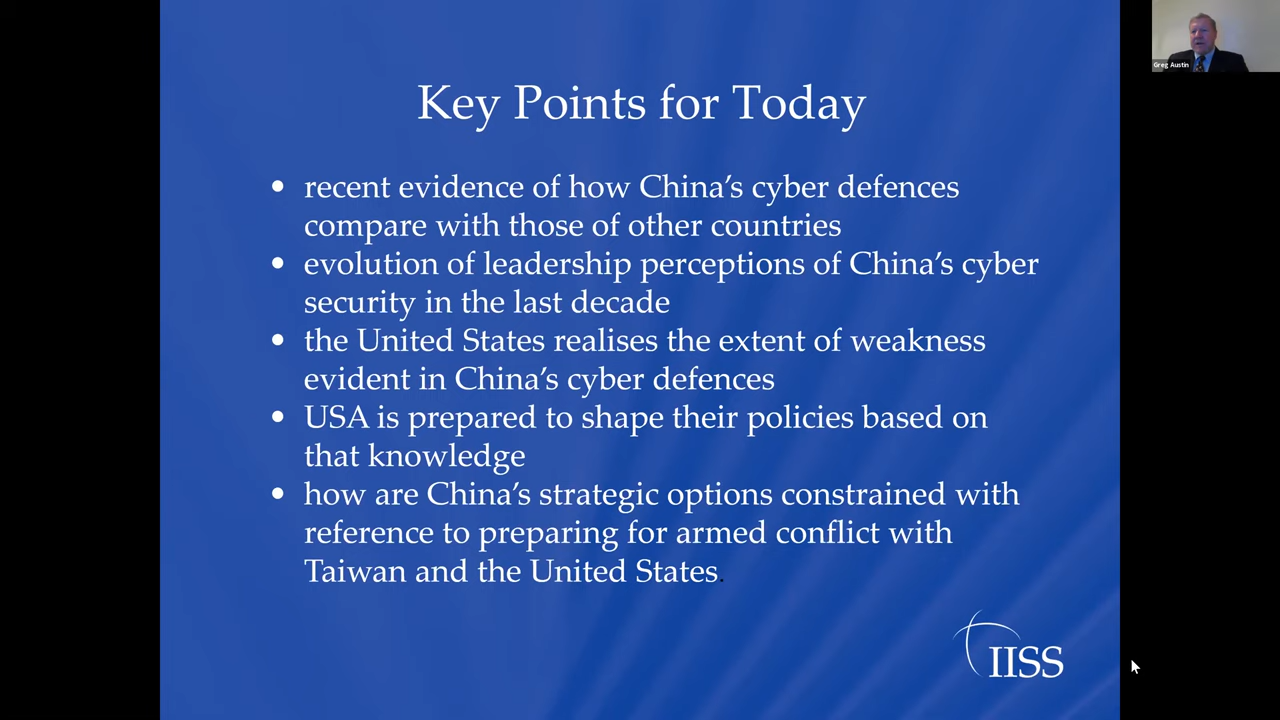 Key Points for Today
• recent evidence of how China's cyber defences
compare with those of other countries
• evolution of leadership perceptions of China's cyber
security in the last decade
• the United States realises the extent of weakness
evident in China's cyber defences
• USA is prepared to shape their policies based on
that knowledge
• how are China's strategic options constrained with
reference to preparing for armed conflict with
Taiwan and the United States.
IISS
Greg Austin